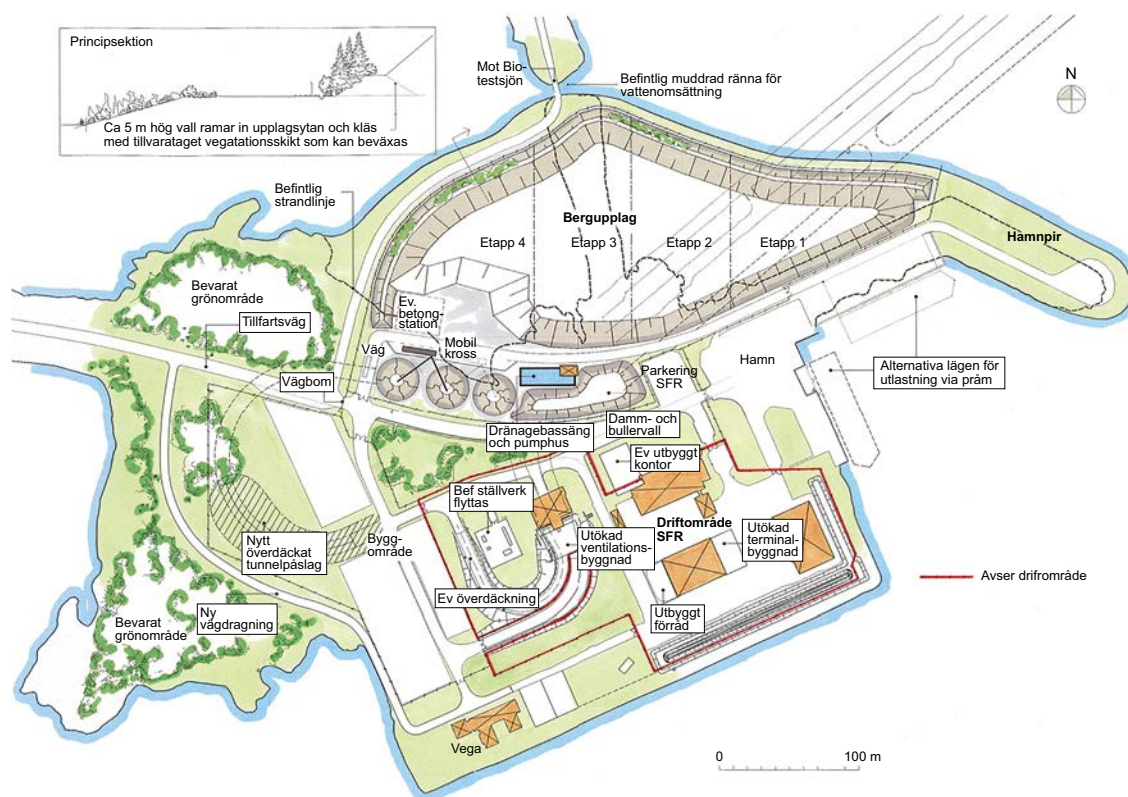 Principsektion
Ca 5 m hög vall ramar in upplagsytan och kläs
med tillvarataget vegatationsskikt som kan beväxas
Mot Bio-
testsjön
Befintlig muddrad ränna för
vattenomsättning
N
Befintlig
strandlinje
Bergupplag
Etapp 4
Etapp 3
Etapp 2
Etapp 1
Hamnpir
Bevarat
grönområde
Tillfartsväg
Ev.
betong-
station
Mobil
kross
Väg
Vägbom
Parkering
SFR
Hamn
Alternativa lägen för
utlastning via pråm
Dränagebassäng
och pumphus
Damm- och
bullervall
Ev utbyggt
kontor
Bef ställverk
flyttas
Driftområde
SFR
Utökad
terminal-
byggnad
Utökad
ventilations-
byggnad
Nytt
överdäckat
tunnelpåslag
Bygg-
område
Ev överdäckning
Utbyggt
förråd
Avser drifrområde
Bevarat
grönområde
Ny
vägdragning
Vega
0
100 m